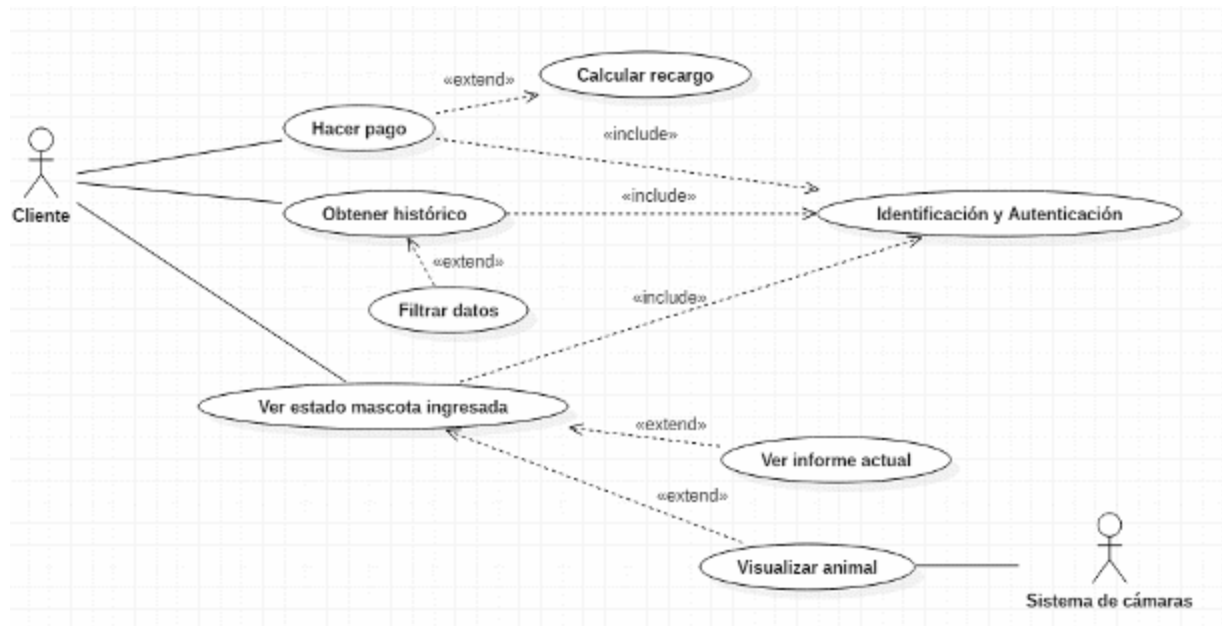 «extend»
Calcular recargo
Hacer pago
«include»
Cliente
Obtener histórico
«include»
Identificación y Autenticación
«extend»
Filtrar datos
«include»
Ver estado mascota ingresada
«extend»
Ver informe actual
«extend»
Visualizar animal
Sistema de cámaras